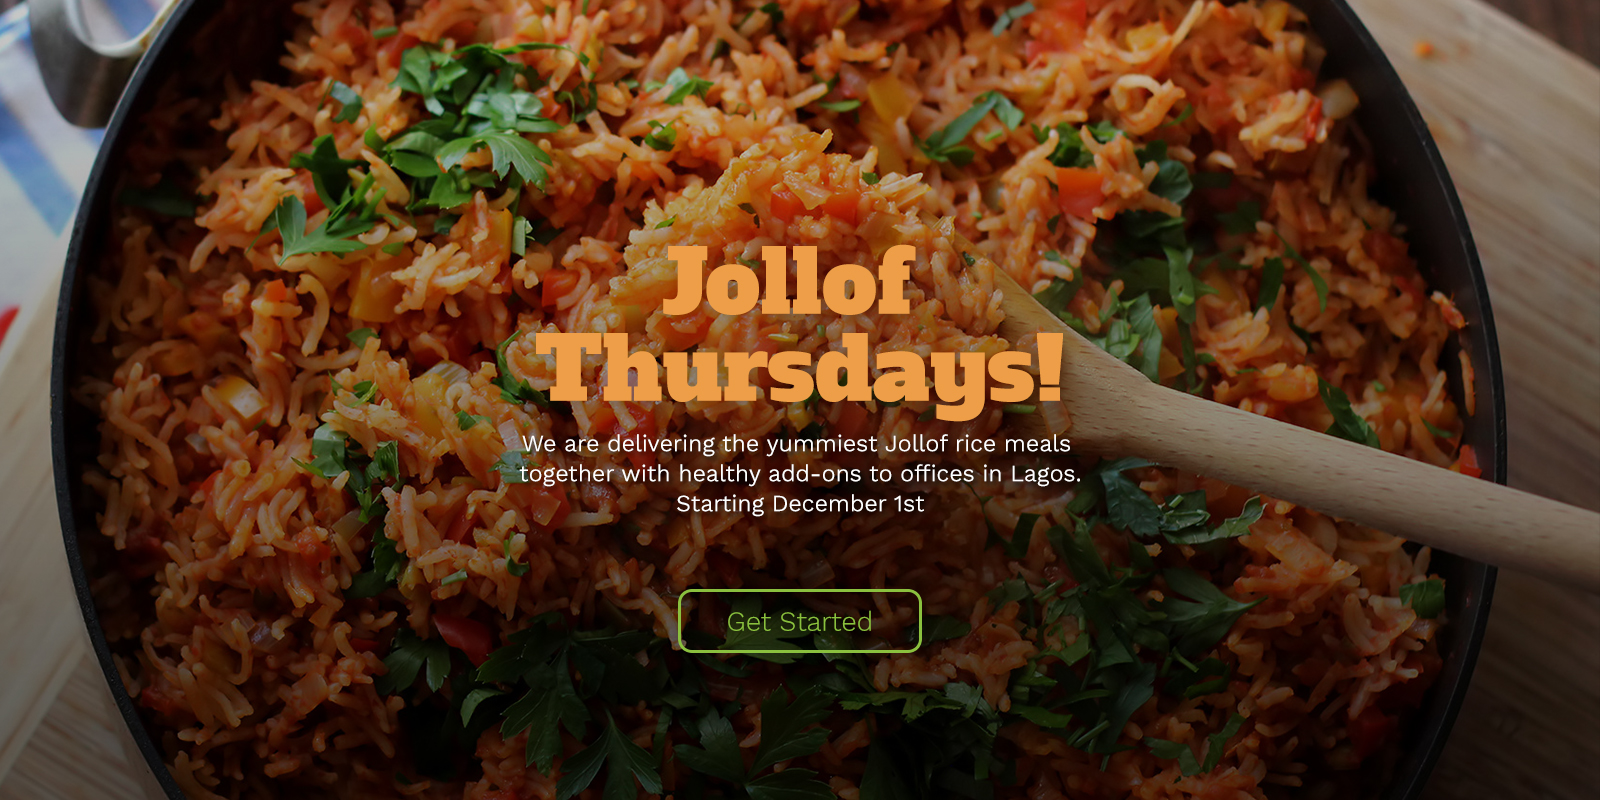 Jollof
Thursdays!
We are delivering the yummiest Jollof rice meals
together with healthy add-ons to offices in Lagos.
Starting December 1st
Get Started